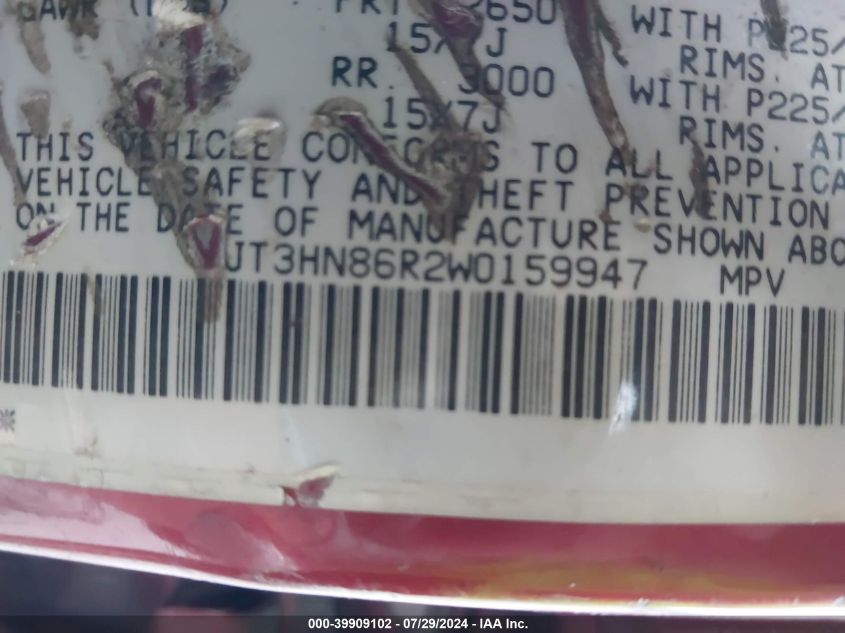 GAWR
FRT 2650 WITH P225/
15X7J RIMS. AT
RR. 3000 WITH P225/
15X7J RIMS. AT
THIS VEHICLE CONFORMS TO ALL APPLICA
VEHICLE SAFETY AND THEFT PREVENTION
ON THE DATE OF MANUFACTURE SHOWN ABO
JT3HN86R2W0159947 MPV
000-39909102 - 07/29/2024 - IAA Inc.